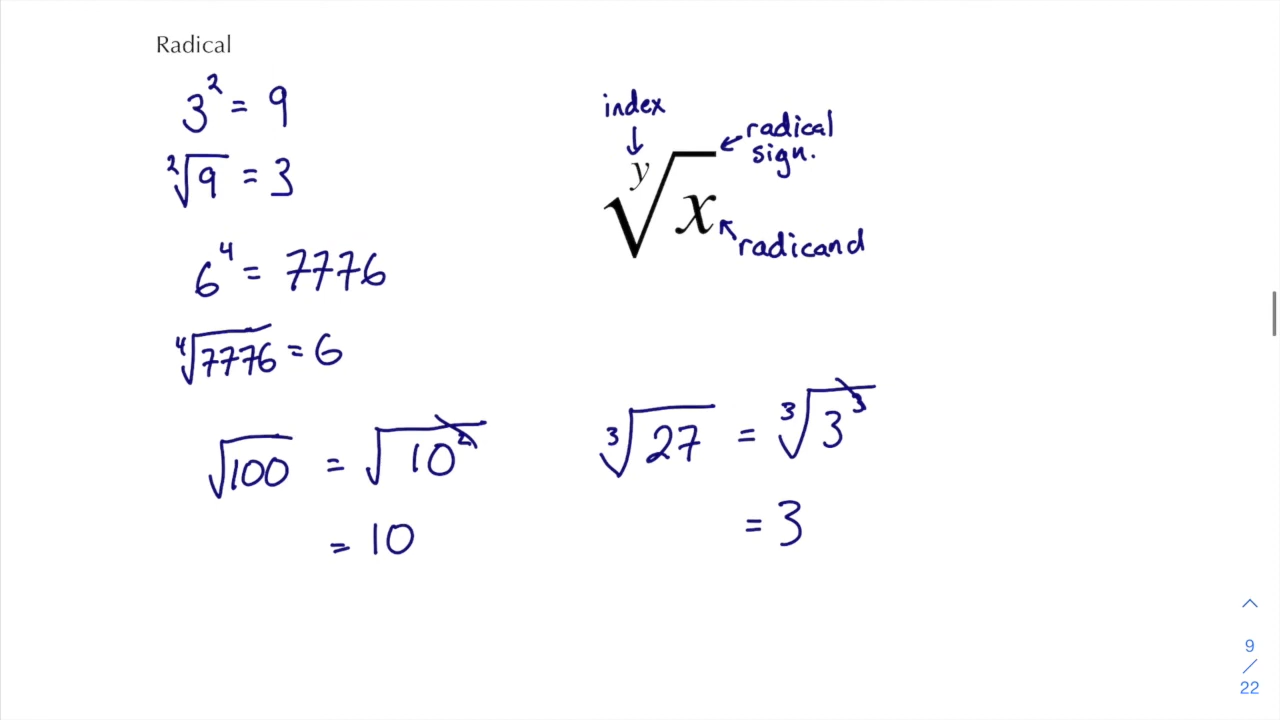 Radical
3² = 9
²√9 = 3
6⁴ = 7776
⁴√7776 = 6
√100 = √10²
= 10
index
radical
sign.
y√x
radicand
³√27 = ³√3³
= 3
9
/
22